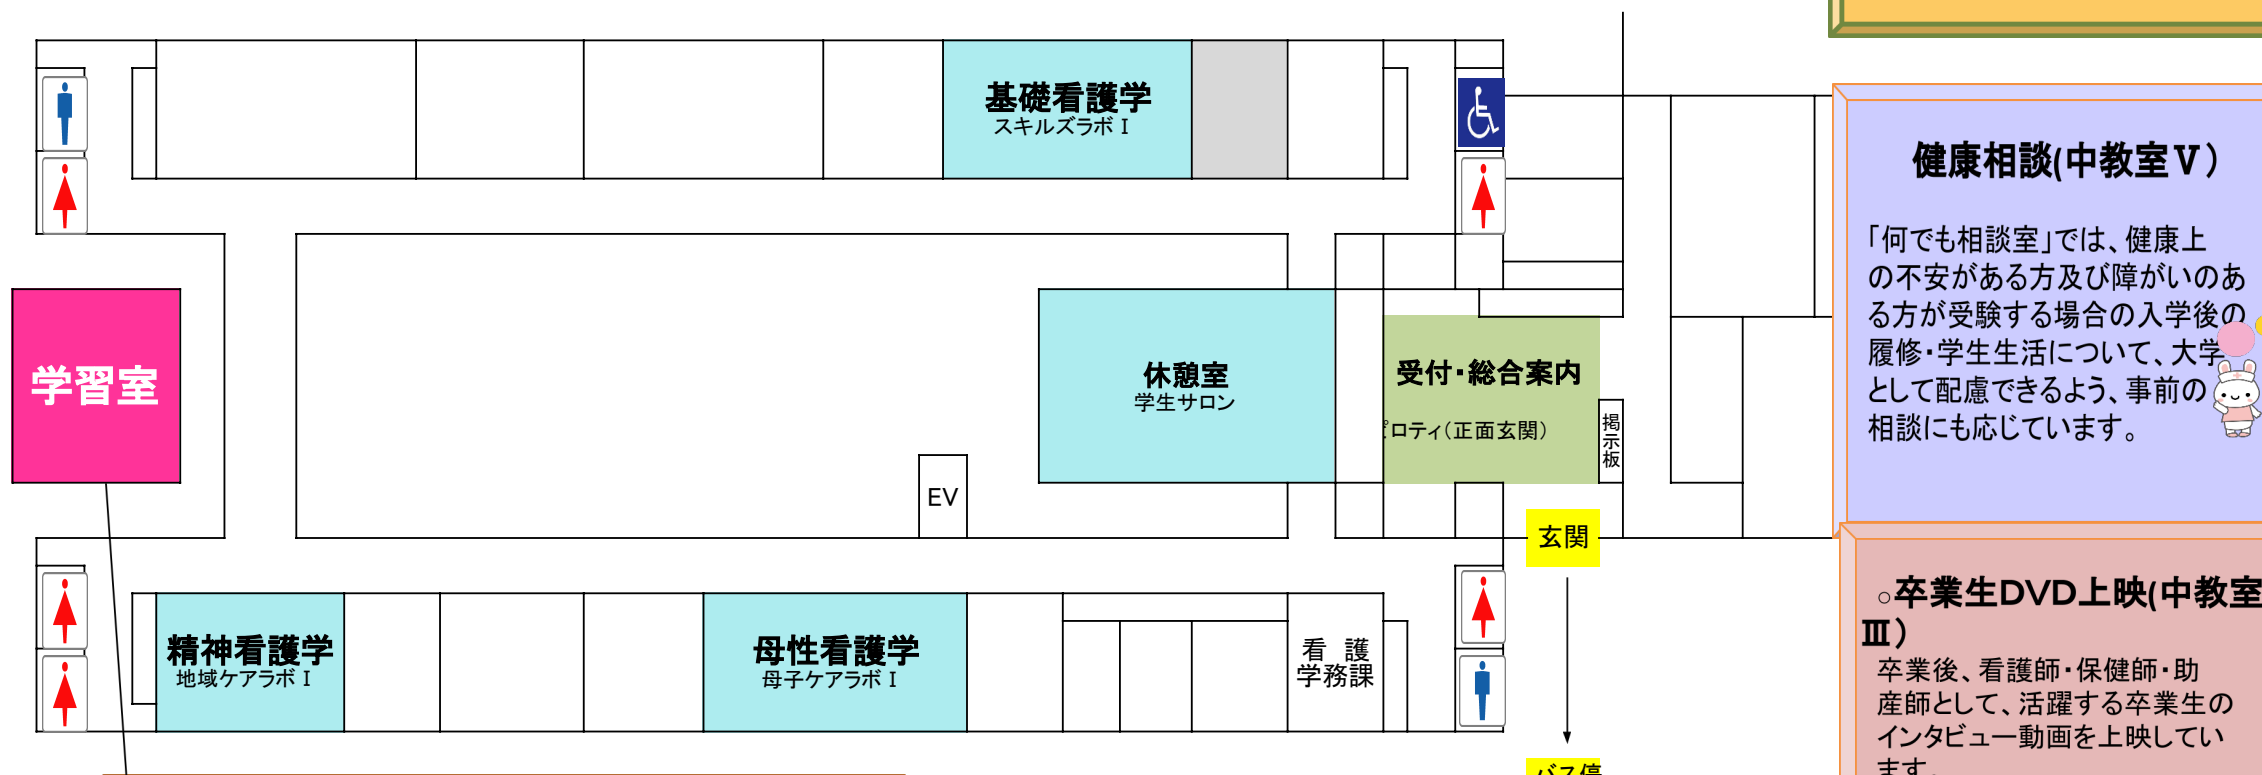 基礎看護学
スキルズラボⅠ
学習室
休憩室
学生サロン
受付・総合案内
ピロティ(正面玄関)
掲示板
EV
玄関
精神看護学
地域ケアラボⅠ
母性看護学
母子ケアラボⅠ
看 護
学務課
バス停
健康相談(中教室Ⅴ)
「何でも相談室」では、健康上
の不安がある方及び障がいのあ
る方が受験する場合の入学後の
履修・学生生活について、大学
として配慮できるよう、事前の
相談にも応じています。
○卒業生DVD上映(中教室
Ⅲ)
卒業後、看護師・保健師・助
産師として、活躍する卒業生の
インタビュー動画を上映してい
ます。